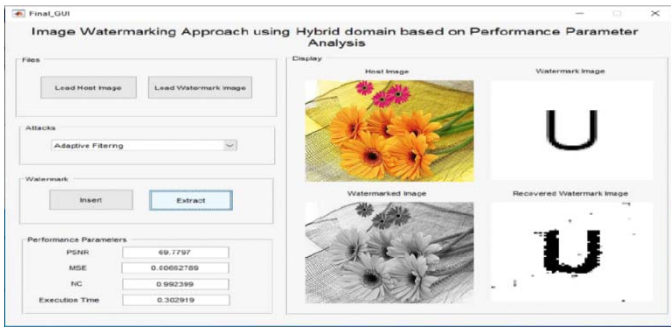 Final_GUI
Image Watermarking Approach using Hybrid domain based on Performance Parameter
Analysis
Files
Load Host Image
Load Watermark Image
Attacks
Adaptive Filtering
Watermark
Insert
Extract
Performance Parameters
PSNR
69.7797
MSE
0.00682789
NC
0.992399
Execution Time
0.302919
Display
Host Image
Watermark Image
U
Watermarked Image
Recovered Watermark Image
U